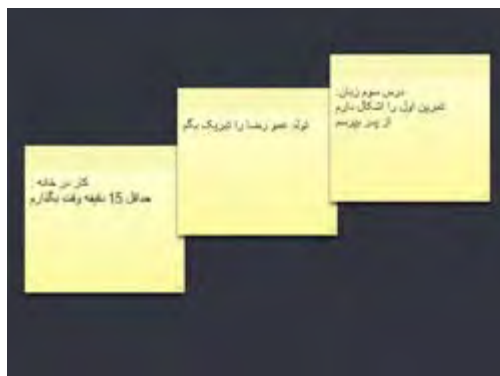 درس سوم زبان:
تمرین اول را اشکال دارم
از پدر بپرسم
تولد عمو رضا را تبریک بگم
کار در خانه :
حداقل 15 دقیقه وقت بگذارم